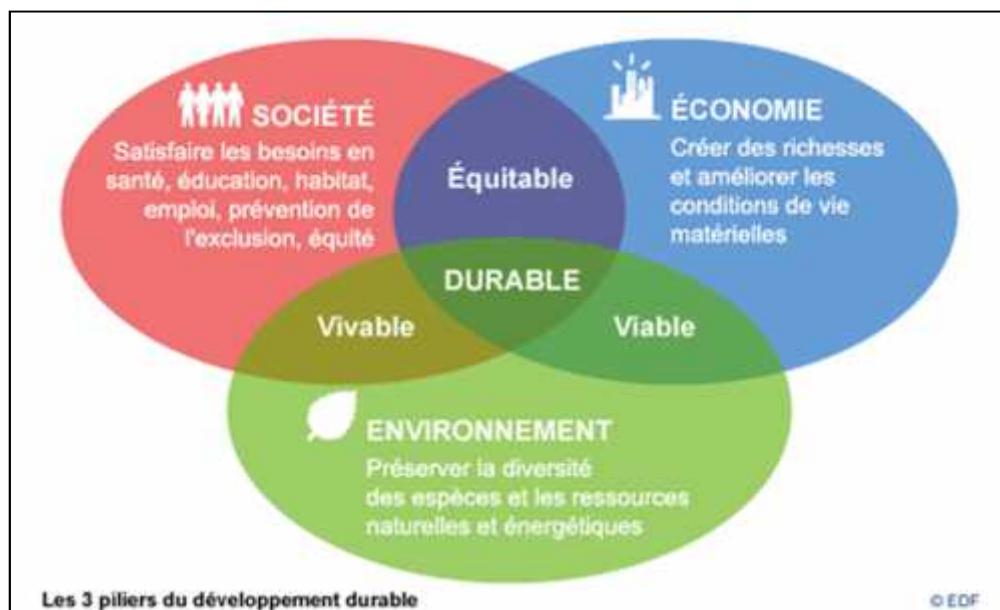 SOCIÉTÉ
Satisfaire les besoins en
santé, éducation, habitat,
emploi, prévention de
l'exclusion, équité
Équitable
ÉCONOMIE
Créer des richesses
et améliorer les
conditions de vie
matérielles
DURABLE
Vivable
Viable
ENVIRONNEMENT
Préserver la diversité
des espèces et les ressources
naturelles et énergétiques
Les 3 piliers du développement durable
© EDF